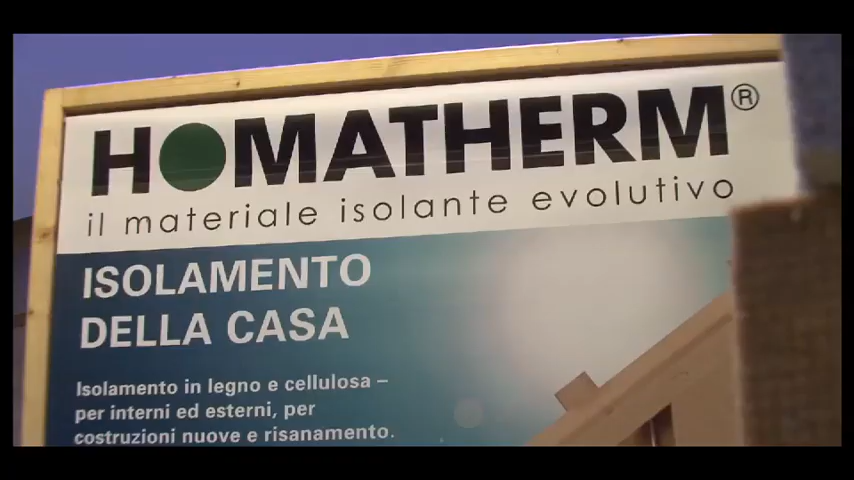 HOMATHERM®
il materiale isolante evolutivo
ISOLAMENTO
DELLA CASA
Isolamento in legno e cellulosa –
per interni ed esterni, per
costruzioni nuove e risanamento.